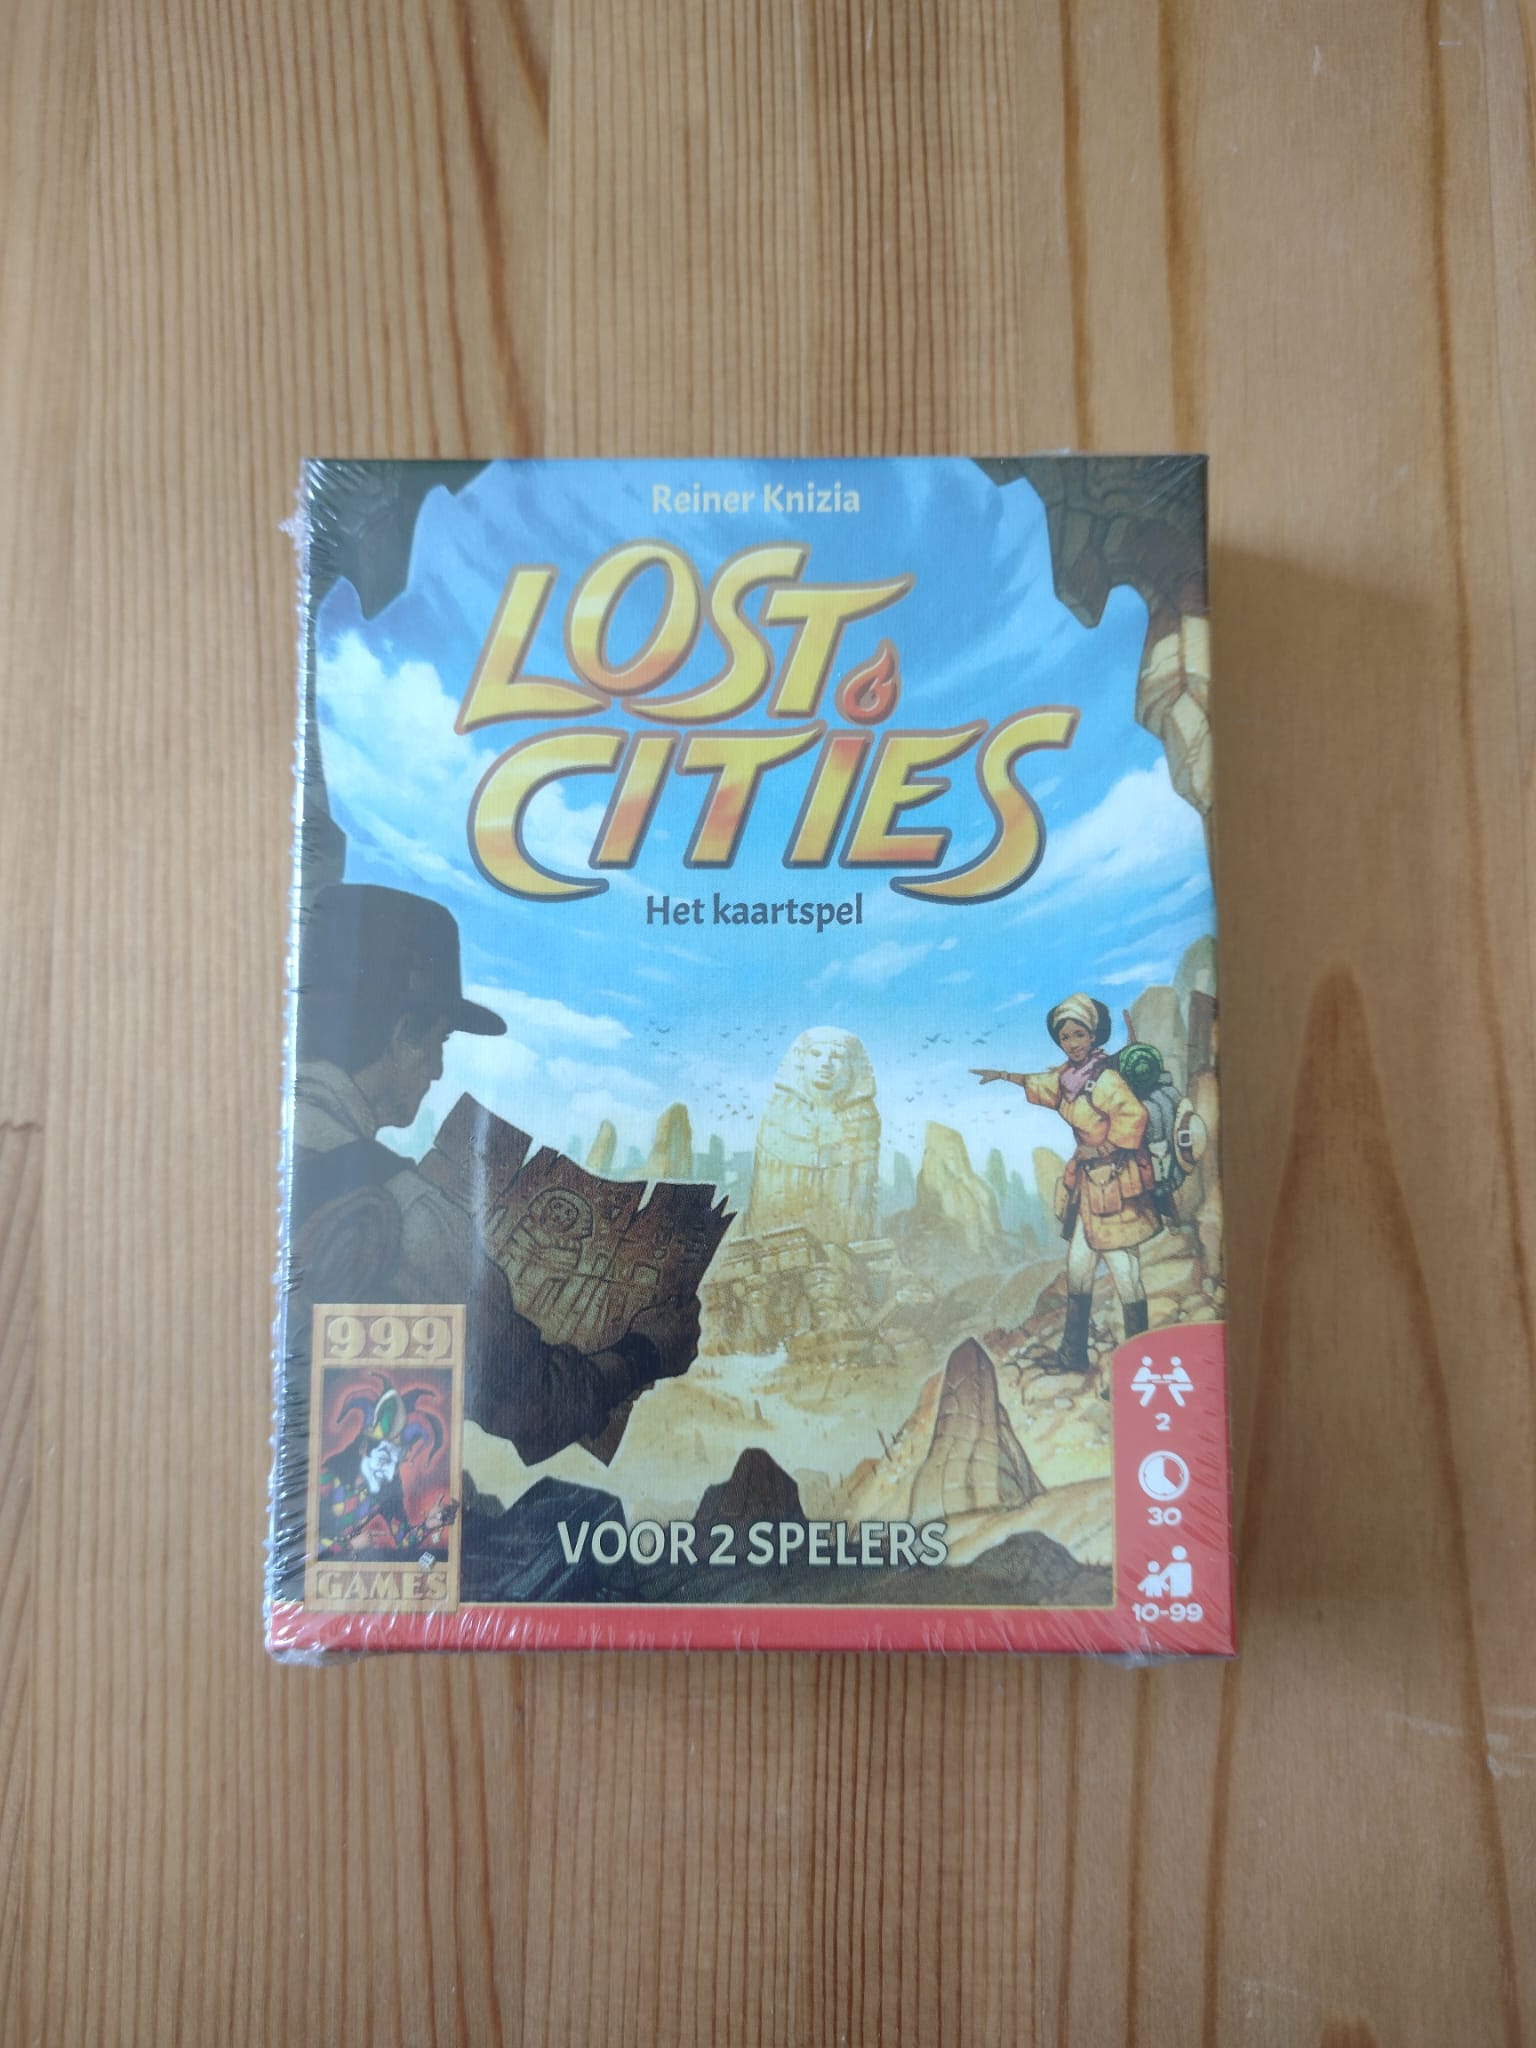 Reiner Knizia
LOST
CITIES
Het kaartspel
999
GAMES
VOOR 2 SPELERS
2
30
10-99